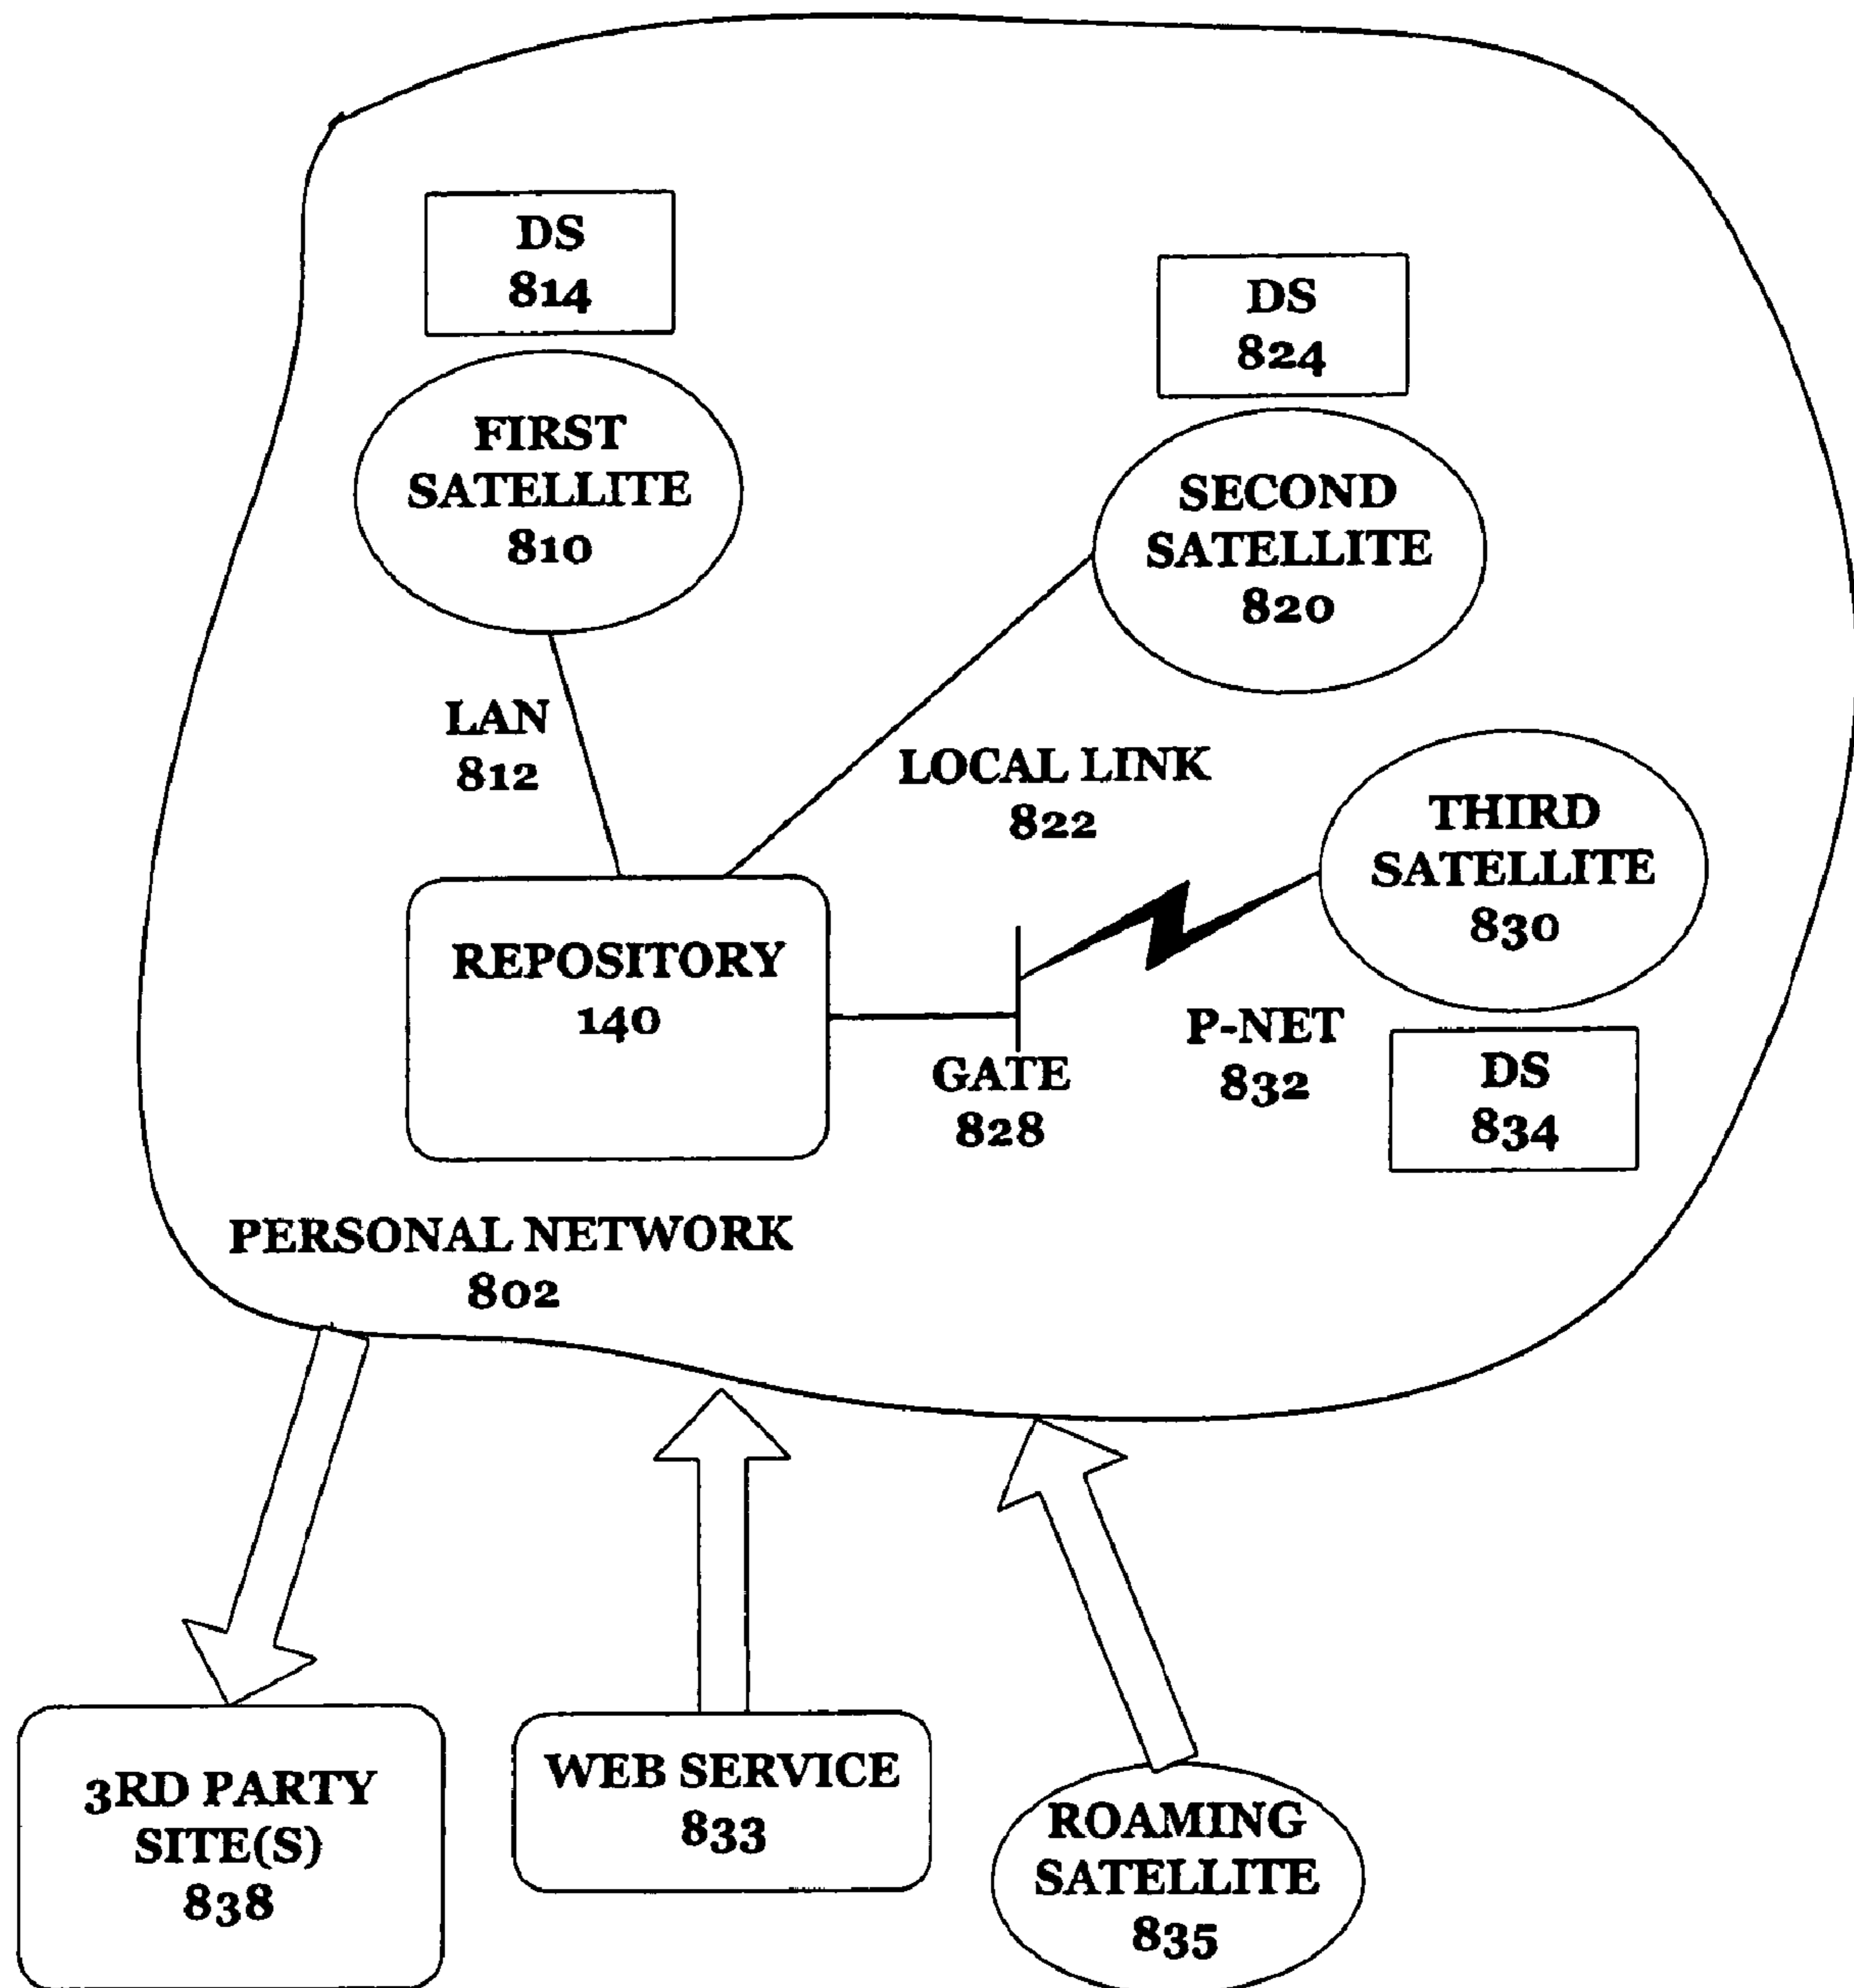 DS
814
DS
824
FIRST
SATELLITE
810
SECOND
SATELLITE
820
LAN
812
LOCAL LINK
822
THIRD
SATELLITE
830
REPOSITORY
140
P-NET
832
GATE
828
DS
834
PERSONAL NETWORK
802
3RD PARTY
SITE(S)
838
WEB SERVICE
833
ROAMING
SATELLITE
835